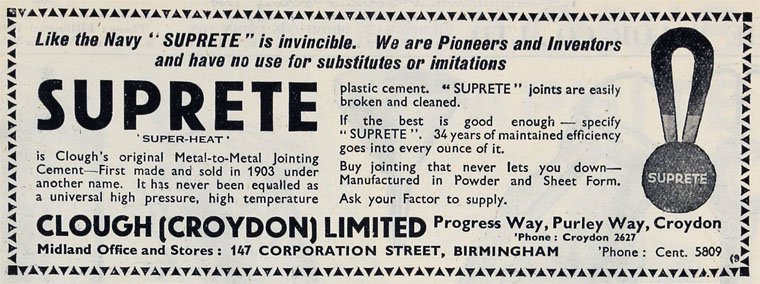 Like the Navy "SUPRETE" is invincible. We are Pioneers and Inventors
and have no use for substitutes or imitations
SUPRETE
'SUPER-HEAT'
is Clough's original Metal-to-Metal Jointing
Cement—First made and sold in 1903 under
another name. It has never been equalled as
a universal high pressure, high temperature
plastic cement. "SUPRETE" joints are easily
broken and cleaned.
If the best is good enough — specify
"SUPRETE". 34 years of maintained efficiency
goes into every ounce of it.
Buy jointing that never lets you down—
Manufactured in Powder and Sheet Form.
Ask your Factor to supply.
SUPRETE
CLOUGH (CROYDON) LIMITED Progress Way, Purley Way, Croydon
'Phone : Croydon 2627
Midland Office and Stores : 147 CORPORATION STREET, BIRMINGHAM 'Phone : Cent. 5809